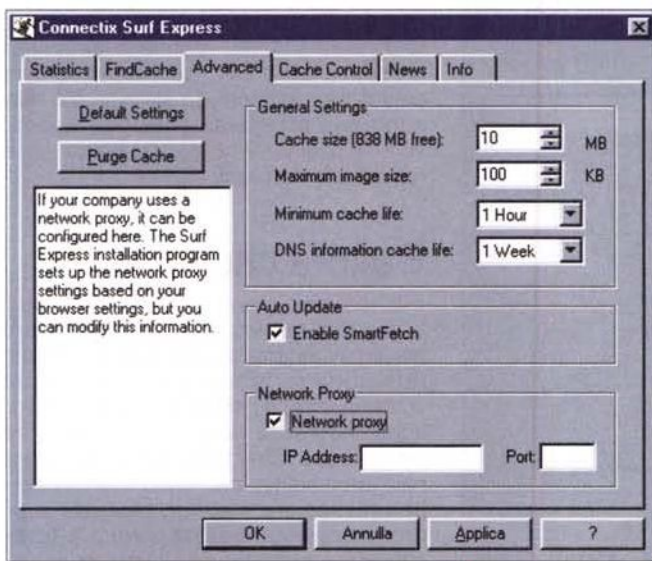 Connectix Surf Express
Statistics FindCache Advanced Cache Control News Info
Default Settings
Purge Cache
If your company uses a
network proxy, it can be
configured here. The Surf
Express installation program
sets up the network proxy
settings based on your
browser settings, but you
can modify this information.
General Settings
Cache size (838 MB free): 10 MB
Maximum image size: 100 KB
Minimum cache life: 1 Hour
DNS information cache life: 1 Week
Auto Update
Enable SmartFetch
Network Proxy
Network proxy
IP Address: Port:
OK Annulla Applica ?